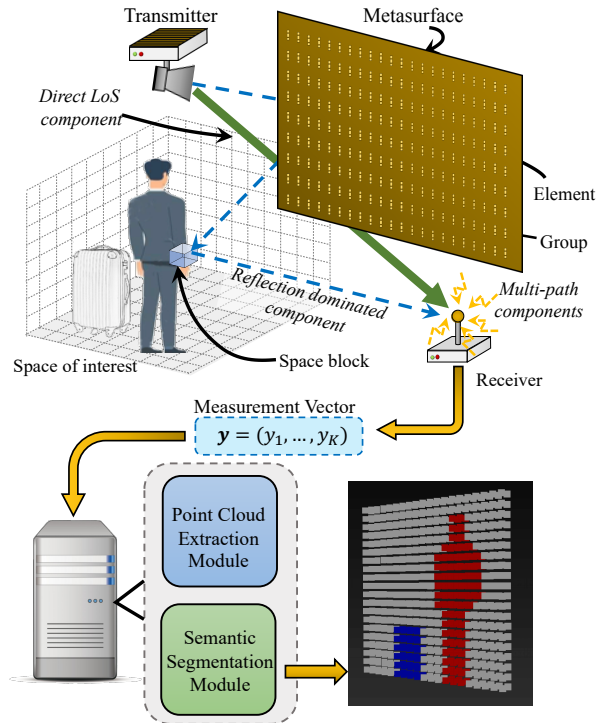 Transmitter
Metasurface
Direct LoS
component
Element
Group
Reflection dominated
component
Multi-path
components
Space block
Space of interest
Receiver
Measurement Vector
y = (y₁, … , y_K)
Point Cloud
Extraction
Module
Semantic
Segmentation
Module